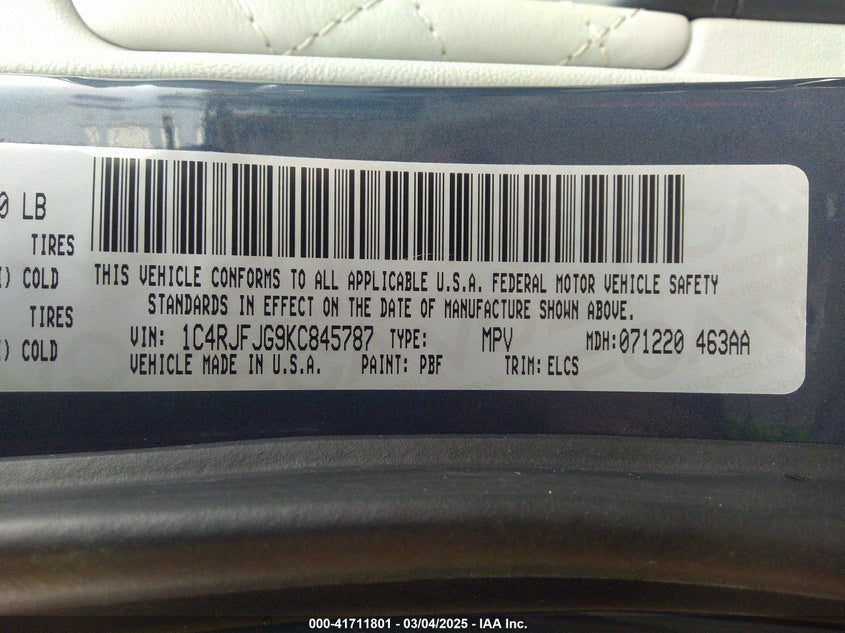 0 LB
TIRES
) COLD
TIRES
) COLD
THIS VEHICLE CONFORMS TO ALL APPLICABLE U.S.A. FEDERAL MOTOR VEHICLE SAFETY
STANDARDS IN EFFECT ON THE DATE OF MANUFACTURE SHOWN ABOVE.
VIN: 1C4RJFJG9KC845787 TYPE: MPV MDH:071220 463AA
VEHICLE MADE IN U.S.A. PAINT: PBF TRIM: ELCS
000-41711801 - 03/04/2025 - IAA Inc.